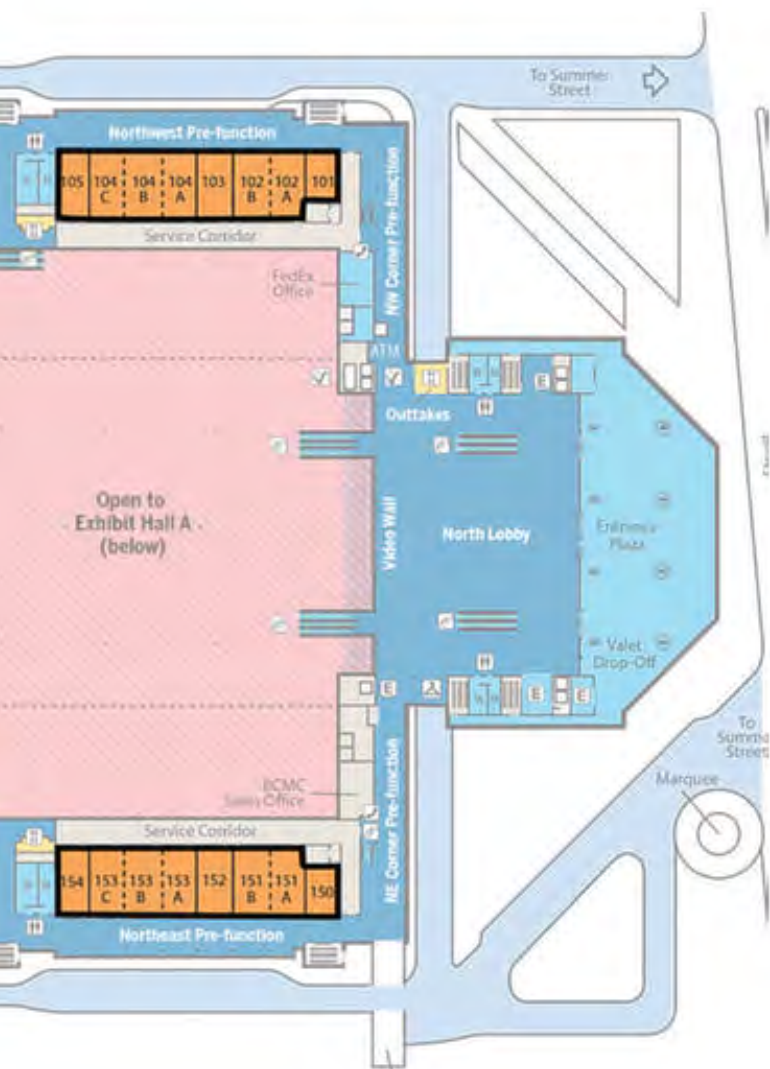 To Summer
Street
Northwest Pre-function
105
104
C
104
B
104
A
103
102
B
102
A
101
Service Corridor
NW Corner Pre-function
FedEx
Office
ATM
E
Outtakes
Open to
Exhibit Hall A
(below)
Video Wall
North Lobby
Entrance
Plaza
Valet
Drop-Off
E
E
E
BCMC
Sales Office
NE Corner Pre-function
To
Street
Marquee
Service Corridor
154
153
C
153
B
153
A
152
151
B
151
A
150
Northeast Pre-function